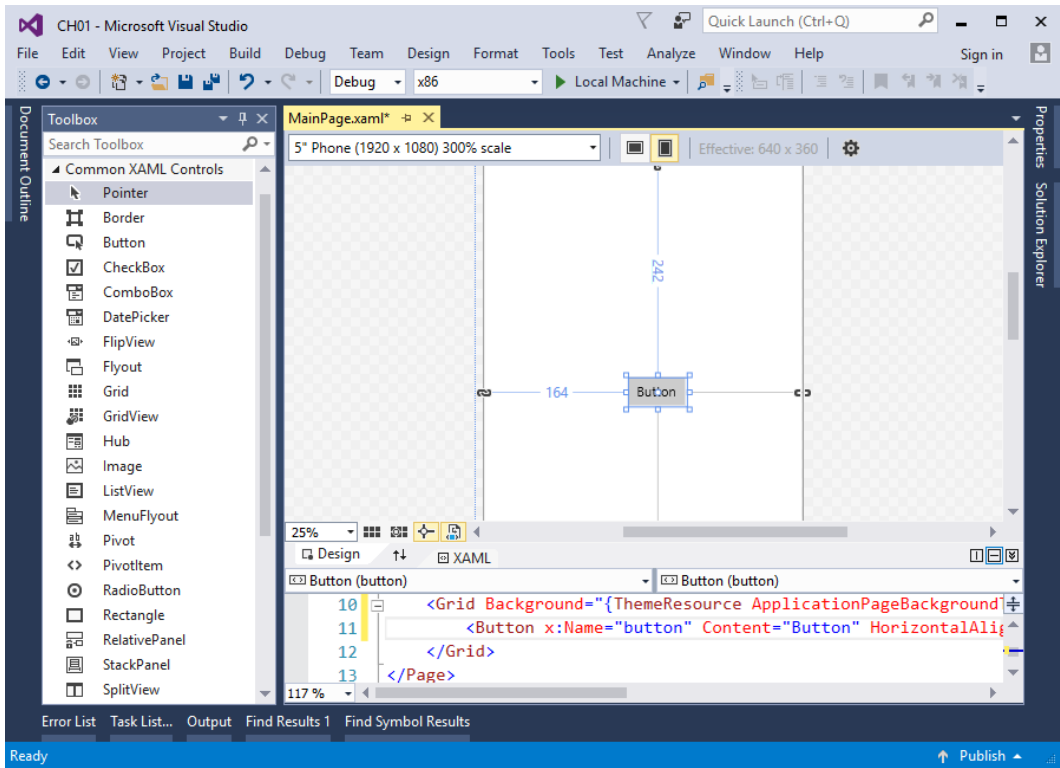 CH01 - Microsoft Visual Studio
Quick Launch (Ctrl+Q)
File Edit View Project Build Debug Team Design Format Tools Test Analyze Window Help
Sign in
Debug
x86
Local Machine
Document Outline
Toolbox
Search Toolbox
Common XAML Controls
Pointer
Border
Button
CheckBox
ComboBox
DatePicker
FlipView
Flyout
Grid
GridView
Hub
Image
ListView
MenuFlyout
Pivot
PivotItem
RadioButton
Rectangle
RelativePanel
StackPanel
SplitView
MainPage.xaml*
5" Phone (1920 x 1080) 300% scale
Effective: 640 x 360
242
164
Button
25%
Design
XAML
Button (button)
Button (button)
10 <Grid Background="{ThemeResource ApplicationPageBackgroundT
11 <Button x:Name="button" Content="Button" HorizontalAlig
12 </Grid>
13 </Page>
117 %
Properties
Solution Explorer
Error List Task List... Output Find Results 1 Find Symbol Results
Ready
Publish